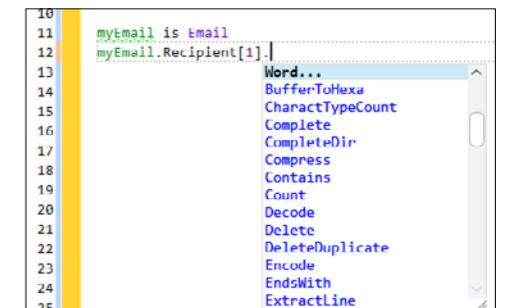 10
11 myEmail is Email
12 myEmail.Recipient[1].
13 Word...
14 BufferToHexa
15 CharactTypeCount
16 Complete
17 CompleteDir
18 Compress
19 Contains
20 Count
21 Decode
22 Delete
23 DeleteDuplicate
24 Encode
25 EndsWith
ExtractLine